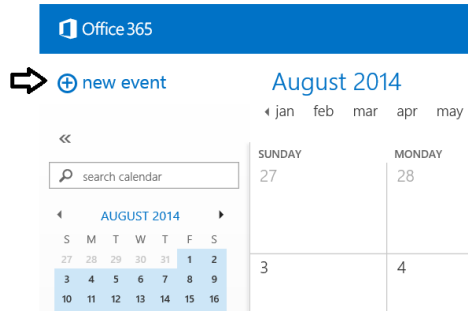 Office 365
new event
August 2014
jan feb mar apr may
search calendar
AUGUST 2014
S M T W T F S
27 28 29 30 31 1 2
3 4 5 6 7 8 9
10 11 12 13 14 15 16
SUNDAY MONDAY
27 28
3 4